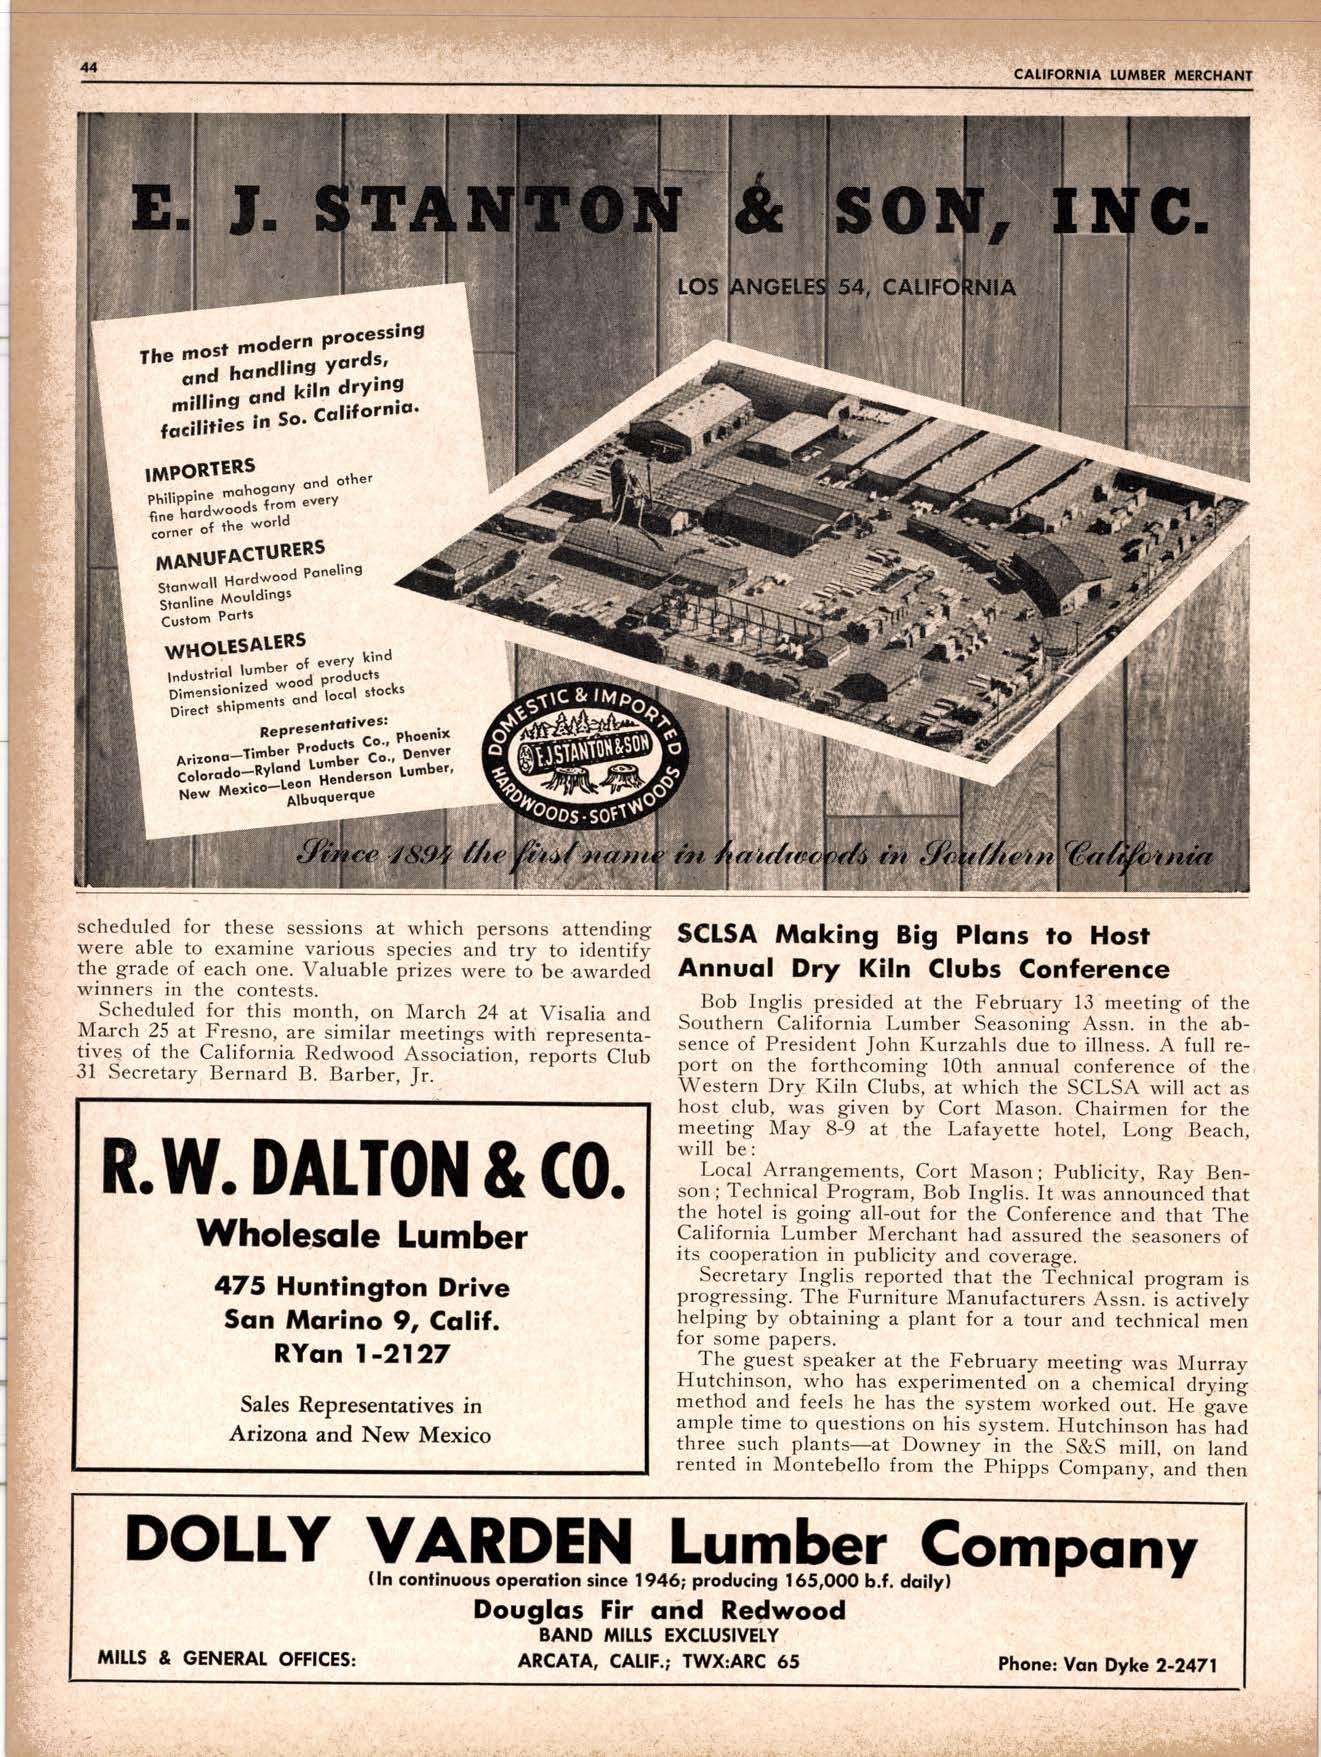 44
CALIFORNIA LUMBER MERCHANT
E. J. STANTON & SON, INC.
LOS ANGELES 54, CALIFORNIA
The most modern processing
and handling yards,
milling and kiln drying
facilities in So. California.
IMPORTERS
Philippine mahogany and other
fine hardwoods from every
corner of the world
MANUFACTURERS
Stanwall Hardwood Paneling
Stanline Mouldings
Custom Parts
WHOLESALERS
Industrial lumber of every kind
Dimensionized wood products
Direct shipments and local stocks
Representatives:
Arizona—Timber Products Co., Phoenix
Colorado—Ryland Lumber Co., Denver
New Mexico—Leon Henderson Lumber,
Albuquerque
DOMESTIC & IMPORTED
E.J. STANTON & SON
HARDWOODS - SOFTWOODS
Since 1894 the first name in hardwoods in Southern California
scheduled for these sessions at which persons attending
were able to examine various species and try to identify
the grade of each one. Valuable prizes were to be awarded
winners in the contests.
Scheduled for this month, on March 24 at Visalia and
March 25 at Fresno, are similar meetings with representa-
tives of the California Redwood Association, reports Club
31 Secretary Bernard B. Barber, Jr.
R. W. DALTON & CO.
Wholesale Lumber
475 Huntington Drive
San Marino 9, Calif.
RYan 1-2127
Sales Representatives in
Arizona and New Mexico
SCLSA Making Big Plans to Host
Annual Dry Kiln Clubs Conference
Bob Inglis presided at the February 13 meeting of the
Southern California Lumber Seasoning Assn. in the ab-
sence of President John Kurzahls due to illness. A full re-
port on the forthcoming 10th annual conference of the
Western Dry Kiln Clubs, at which the SCLSA will act as
host club, was given by Cort Mason. Chairmen for the
meeting May 8-9 at the Lafayette hotel, Long Beach,
will be:
Local Arrangements, Cort Mason; Publicity, Ray Ben-
son; Technical Program, Bob Inglis. It was announced that
the hotel is going all-out for the Conference and that The
California Lumber Merchant had assured the seasoners of
its cooperation in publicity and coverage.
Secretary Inglis reported that the Technical program is
progressing. The Furniture Manufacturers Assn. is actively
helping by obtaining a plant for a tour and technical men
for some papers.
The guest speaker at the February meeting was Murray
Hutchinson, who has experimented on a chemical drying
method and feels he has the system worked out. He gave
ample time to questions on his system. Hutchinson has had
three such plants—at Downey in the S&S mill, on land
rented in Montebello from the Phipps Company, and then
DOLLY VARDEN Lumber Company
(In continuous operation since 1946; producing 165,000 b.f. daily)
Douglas Fir and Redwood
BAND MILLS EXCLUSIVELY
MILLS & GENERAL OFFICES:
ARCATA, CALIF.; TWX:ARC 65
Phone: Van Dyke 2-2471